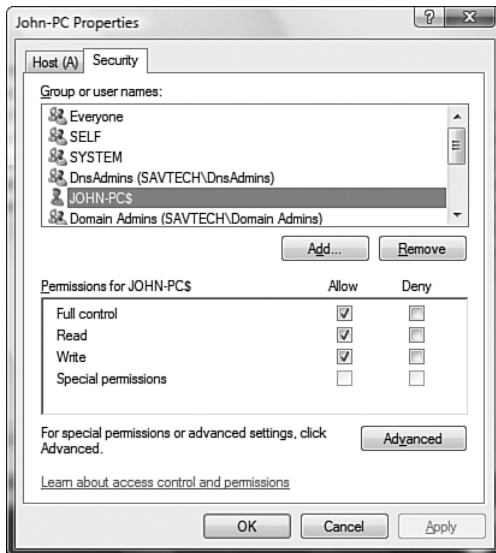 John-PC Properties
Host (A) Security
Group or user names:
Everyone
SELF
SYSTEM
DnsAdmins (SAVTECH\DnsAdmins)
JOHN-PC$
Domain Admins (SAVTECH\Domain Admins)
Add... Remove
Permissions for JOHN-PC$ Allow Deny
Full control
Read
Write
Special permissions
For special permissions or advanced settings, click
Advanced.
Advanced
Learn about access control and permissions
OK Cancel Apply